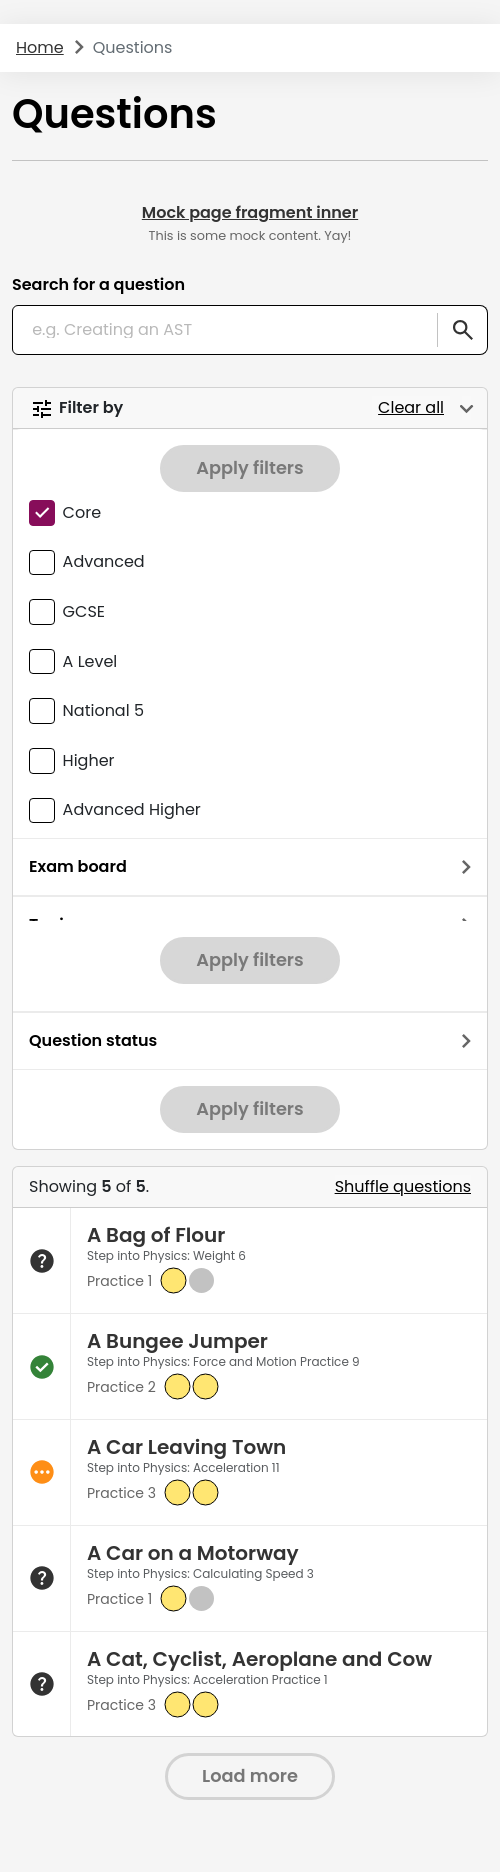 Home
Questions
Questions
Mock page fragment inner
This is some mock content. Yay!
Search for a question
e.g. Creating an AST
Filter by
Clear all
Apply filters
Core
Advanced
GCSE
A Level
National 5
Higher
Advanced Higher
Exam board
Apply filters
Question status
Apply filters
Showing 5 of 5.
Shuffle questions
A Bag of Flour
Step into Physics: Weight 6
Practice 1
A Bungee Jumper
Step into Physics: Force and Motion Practice 9
Practice 2
A Car Leaving Town
Step into Physics: Acceleration 11
Practice 3
A Car on a Motorway
Step into Physics: Calculating Speed 3
Practice 1
A Cat, Cyclist, Aeroplane and Cow
Step into Physics: Acceleration Practice 1
Practice 3
Load more